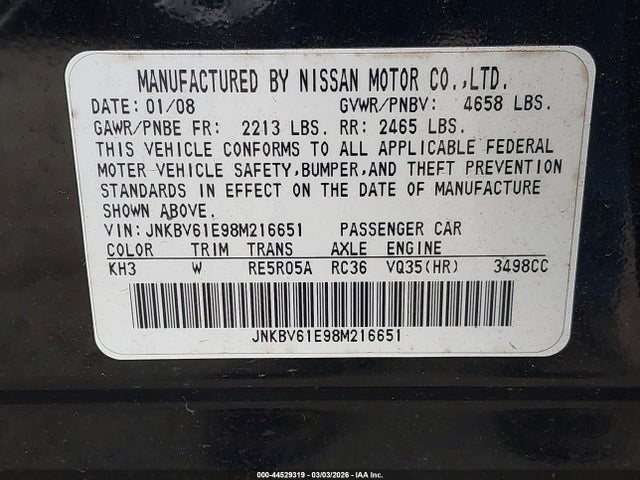 MANUFACTURED BY NISSAN MOTOR CO.,LTD.
DATE: 01/08 GVWR/PNBV: 4658 LBS.
GAWR/PNBE FR: 2213 LBS. RR: 2465 LBS.
THIS VEHICLE CONFORMS TO ALL APPLICABLE FEDERAL
MOTOR VEHICLE SAFETY,BUMPER,AND THEFT PREVENTION
STANDARDS IN EFFECT ON THE DATE OF MANUFACTURE
SHOWN ABOVE.
VIN: JNKBV61E98M216651 PASSENGER CAR
COLOR TRIM TRANS AXLE ENGINE
KH3 W RE5R05A RC36 VQ35(HR) 3498CC
JNKBV61E98M216651
000-44529319 - 03/03/2026 - IAA Inc.